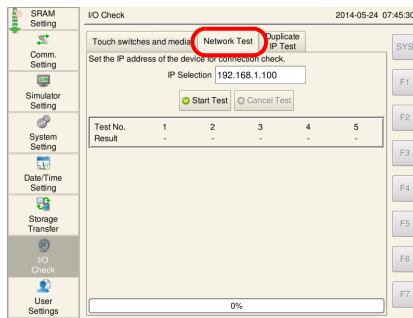 SRAM
Setting
I/O Check
2014-05-24 07:45:30
Comm.
Setting
Simulator
Setting
System
Setting
Date/Time
Setting
Storage
Transfer
I/O
Check
User
Settings
Touch switches and media
Network Test
Duplicate
IP Test
Set the IP address of the device for connection check.
IP Selection 192.168.1.100
Start Test
Cancel Test
Test No. 1 2 3 4 5
Result - - - - -
0%
SYS
F1
F2
F3
F4
F5
F6
F7